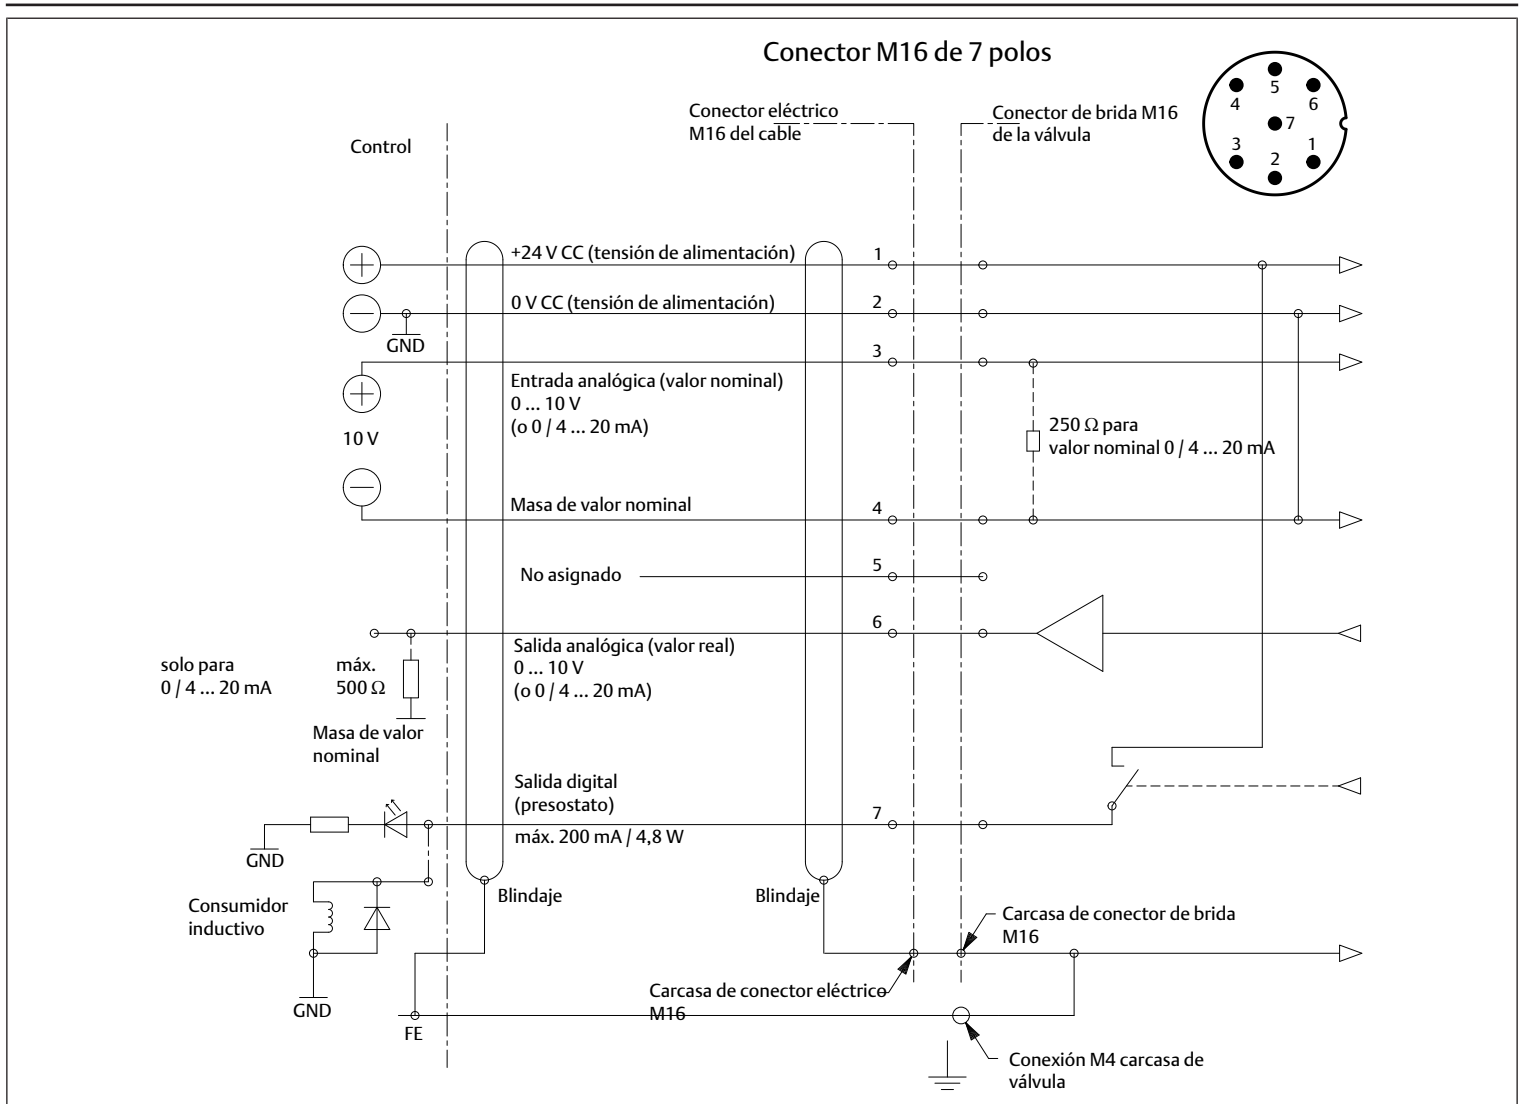 Conector M16 de 7 polos
5
4
6
7
3
2
1
Conector eléctrico
M16 del cable
Conector de brida M16
de la válvula
Control
+24 V CC (tensión de alimentación)
1
0 V CC (tensión de alimentación)
2
GND
3
Entrada analógica (valor nominal)
0 ... 10 V
(o 0 / 4 ... 20 mA)
10 V
250 Ω para
valor nominal 0 / 4 ... 20 mA
Masa de valor nominal
4
No asignado
5
6
Salida analógica (valor real)
0 ... 10 V
(o 0 / 4 ... 20 mA)
solo para
0 / 4 ... 20 mA
máx.
500 Ω
Masa de valor
nominal
Salida digital
(presostato)
7
máx. 200 mA / 4,8 W
GND
Blindaje
Blindaje
Consumidor
inductivo
Carcasa de conector de brida
M16
Carcasa de conector eléctrico
M16
GND
FE
Conexión M4 carcasa de
válvula